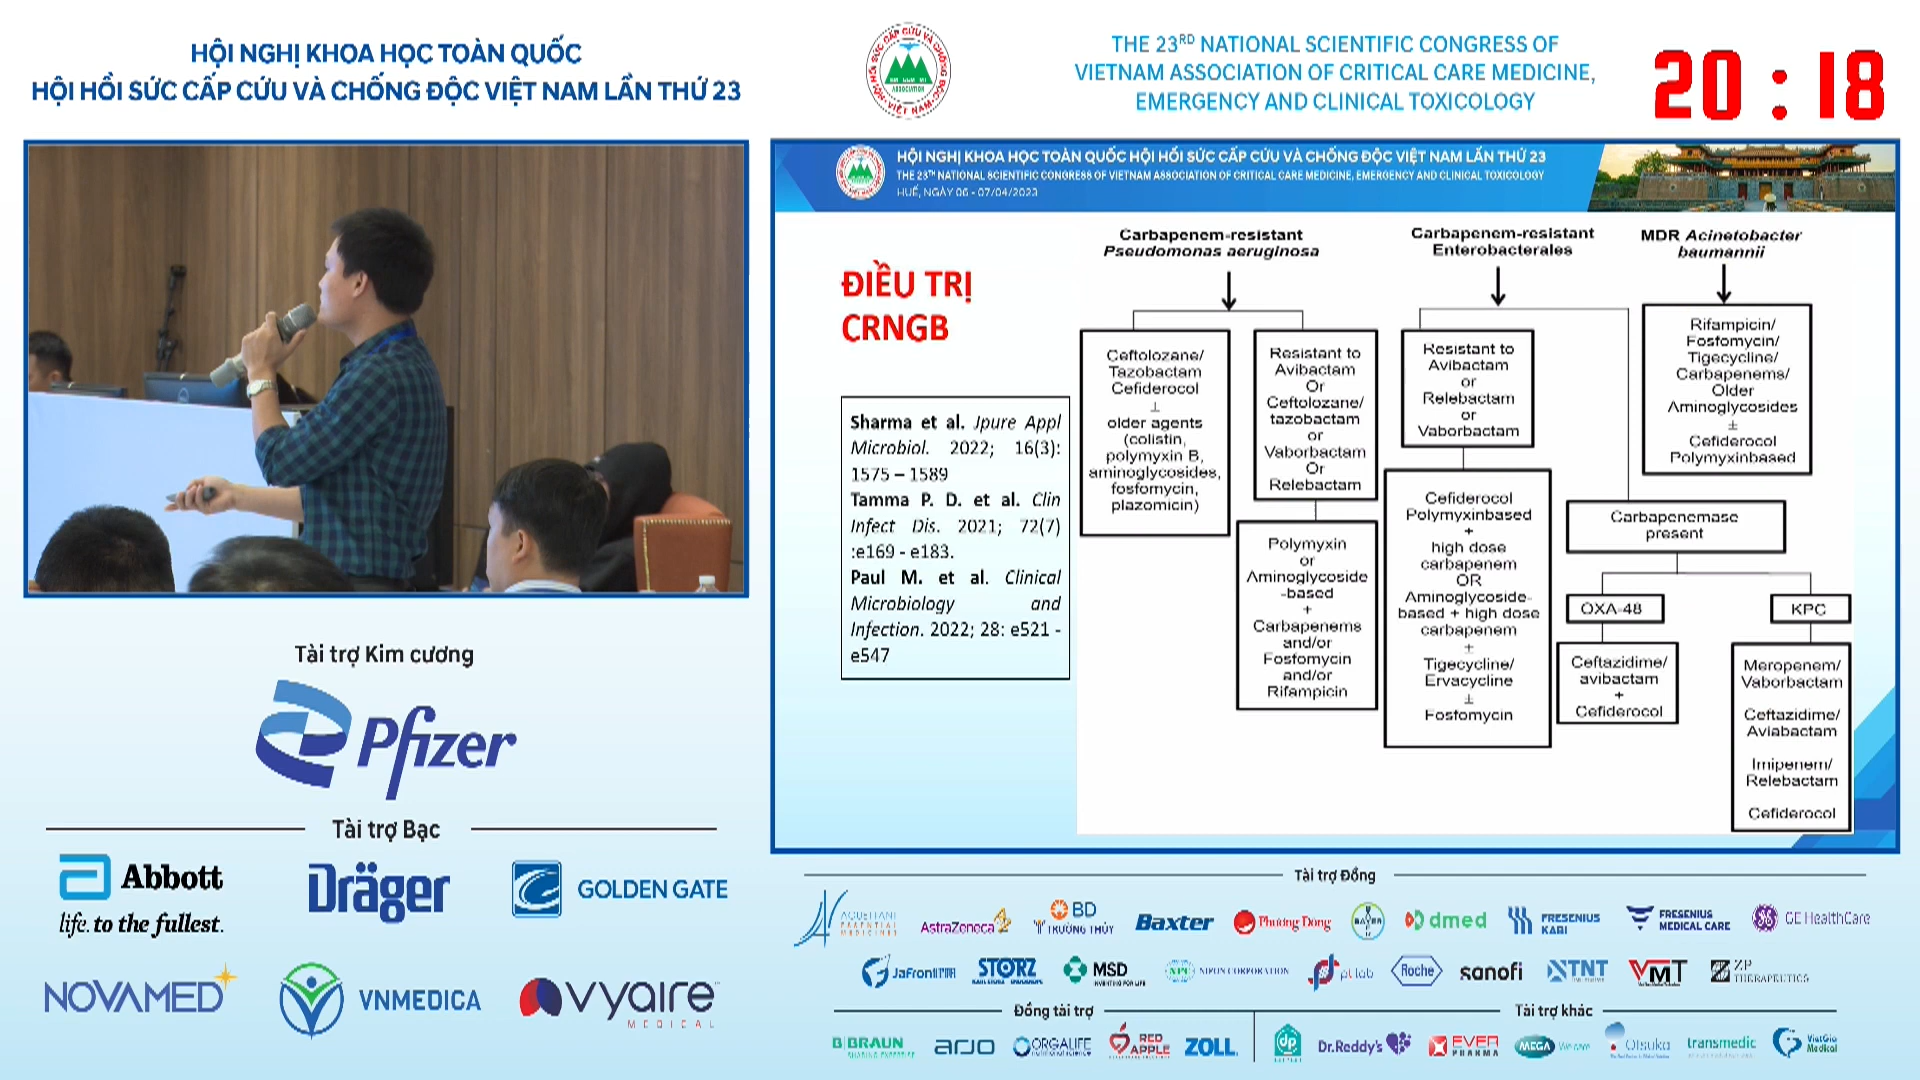 HỘI NGHỊ KHOA HỌC TOÀN QUỐC
HỘI HỒI SỨC CẤP CỨU VÀ CHỐNG ĐỘC VIỆT NAM LẦN THỨ 23
THE 23RD NATIONAL SCIENTIFIC CONGRESS OF
VIETNAM ASSOCIATION OF CRITICAL CARE MEDICINE,
EMERGENCY AND CLINICAL TOXICOLOGY
20 : 18
HỘI NGHỊ KHOA HỌC TOÀN QUỐC HỘI HỒI SỨC CẤP CỨU VÀ CHỐNG ĐỘC VIỆT NAM LẦN THỨ 23
THE 23TH NATIONAL SCIENTIFIC CONGRESS OF VIETNAM ASSOCIATION OF CRITICAL CARE MEDICINE, EMERGENCY AND CLINICAL TOXICOLOGY
HUẾ, NGÀY 06 - 07/04/2023
ĐIỀU TRỊ
CRNGB
Sharma et al. Jpure Appl
Microbiol. 2022; 16(3):
1575 – 1589
Tamma P. D. et al. Clin
Infect Dis. 2021; 72(7)
:e169 - e183.
Paul M. et al. Clinical
Microbiology and
Infection. 2022; 28: e521 -
e547
Carbapenem-resistant
Pseudomonas aeruginosa
Ceftolozane/
Tazobactam
Cefiderocol
±
older agents
(colistin,
polymyxin B,
aminoglycosides,
fosfomycin,
plazomicin)
Resistant to
Avibactam
Or
Ceftolozane/
tazobactam
or
Vaborbactam
Or
Relebactam
Polymyxin
or
Aminoglycoside
-based
+
Carbapenems
and/or
Fosfomycin
and/or
Rifampicin
Carbapenem-resistant
Enterobacterales
Resistant to
Avibactam
or
Relebactam
or
Vaborbactam
Cefiderocol
Polymyxinbased
+
high dose
carbapenem
OR
Aminoglycoside-
based + high dose
carbapenem
±
Tigecycline/
Ervacycline
±
Fosfomycin
Carbapenemase
present
OXA-48
Ceftazidime/
avibactam
+
Cefiderocol
KPC
Meropenem/
Vaborbactam
Ceftazidime/
Aviabactam
Imipenem/
Relebactam
Cefiderocol
MDR Acinetobacter
baumannii
Rifampicin/
Fosfomycin/
Tigecycline/
Carbapenems/
Older
Aminoglycosides
±
Cefiderocol
Polymyxinbased
Tài trợ Kim cương
Pfizer
Tài trợ Bạc
Abbott
life. to the fullest.
Dräger
GOLDEN GATE
NOVAMED
VNMEDICA
vyaire
MEDICAL
Tài trợ Đồng
AstraZeneca
BD
TRƯỜNG THỦY
Baxter
Phương Đông
BAYER
dmed
FRESENIUS
KABI
FRESENIUS
MEDICAL CARE
GE HealthCare
STORZ
MSD
INVENTING FOR LIFE
NIPUN CORPORATION
Roche
sanofi
TNT
VMT
ZP
THERAPEUTICS
Đồng tài trợ
B BRAUN
SHARING EXPERTISE
arjo
ORGALIFE
RED
APPLE
ZOLL.
Tài trợ khác
Dr.Reddy's
EVER
PHARMA
MEGA
We care
Otsuka
transmedic
VietGia
Medical